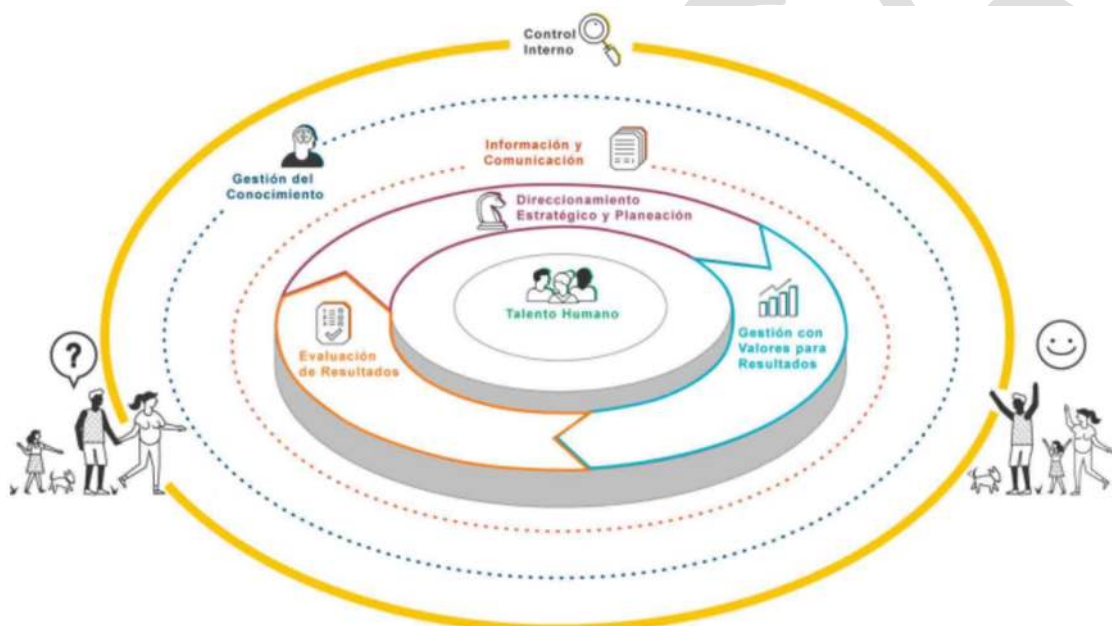 Control
Interno
Información y
Comunicación
Gestión del
Conocimiento
Direccionamiento
Estratégico y Planeación
Talento Humano
Gestión con
Valores para
Resultados
Evaluación
de Resultados
?